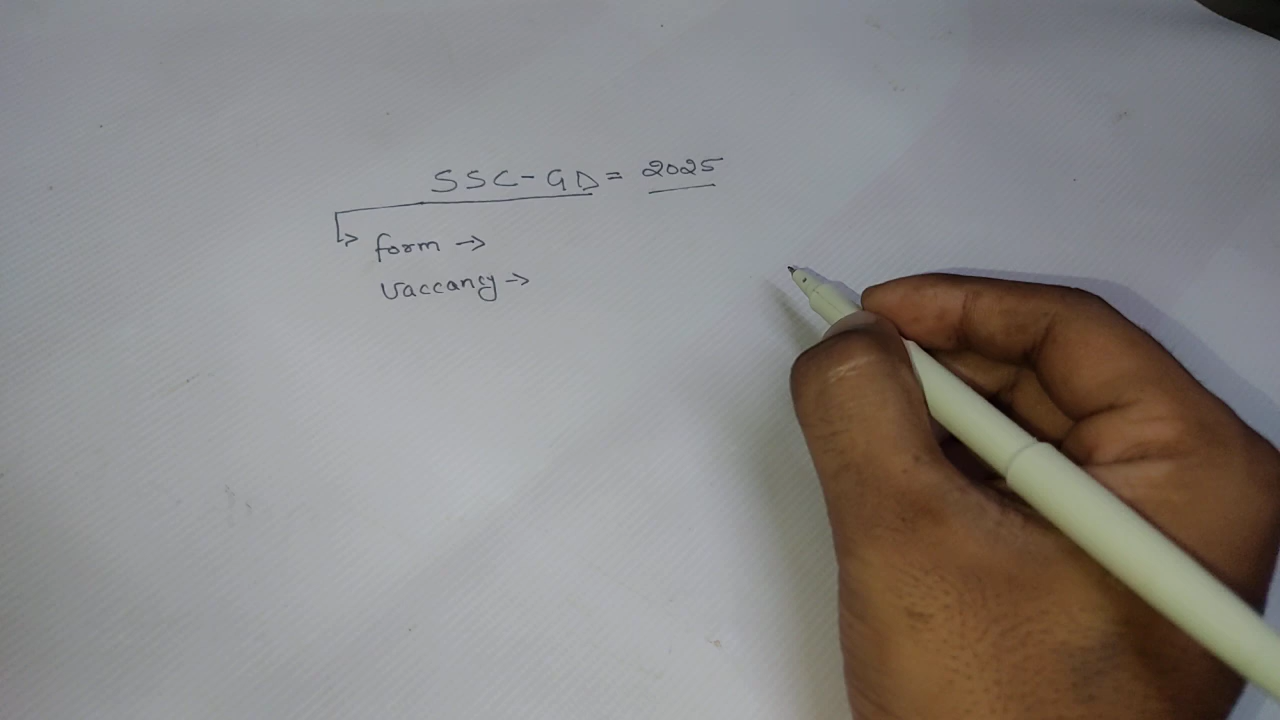 SSC-GD = 2025
form →
vaccancy →